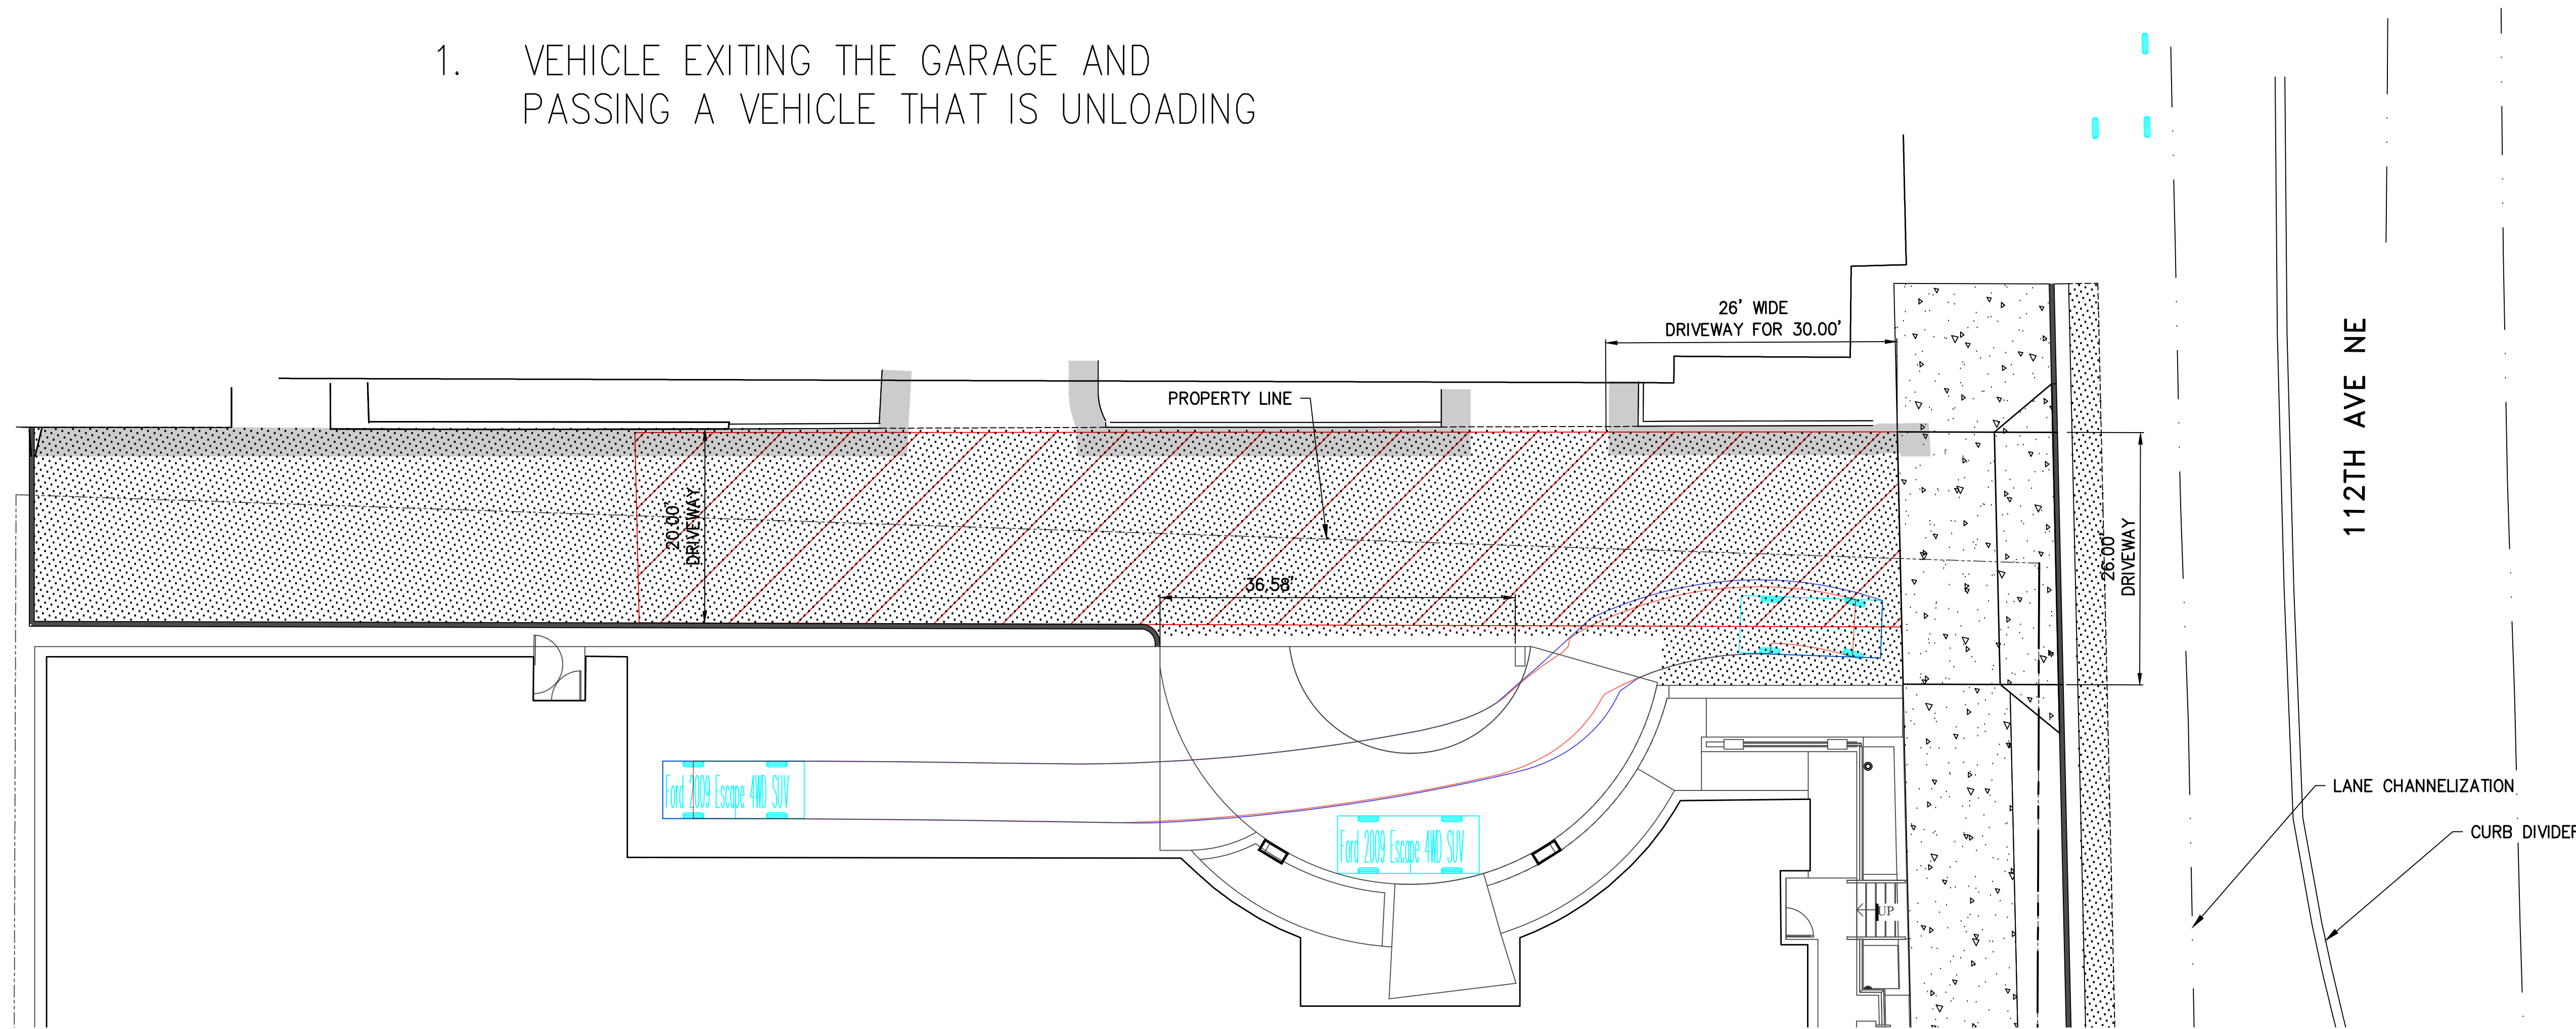 1. VEHICLE EXITING THE GARAGE AND
PASSING A VEHICLE THAT IS UNLOADING
26' WIDE
DRIVEWAY FOR 30.00'
PROPERTY LINE
112TH AVE NE
20.00'
DRIVEWAY
36.58'
26.00'
DRIVEWAY
Ford 2009 Escape 4WD SUV
Ford 2009 Escape 4WD SUV
UP
LANE CHANNELIZATION
CURB DIVIDER